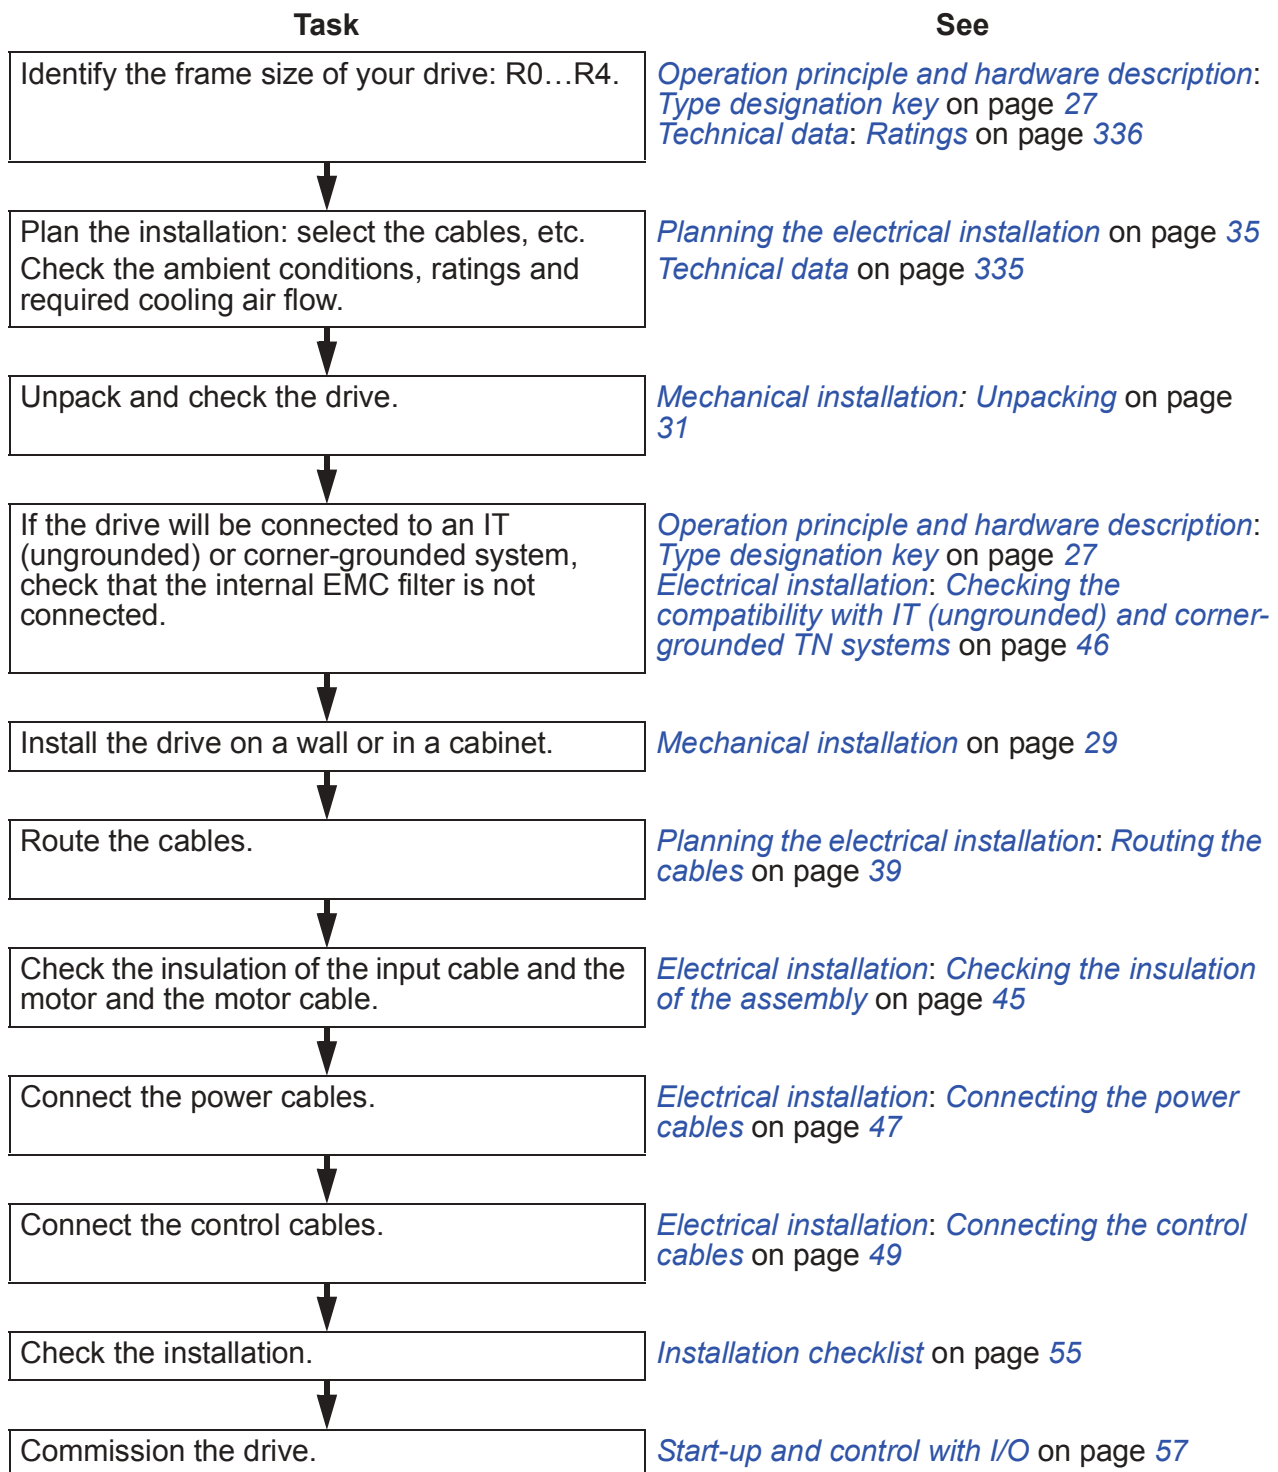 Task
See
Identify the frame size of your drive: R0…R4.
Operation principle and hardware description:
Type designation key on page 27
Technical data: Ratings on page 336
Plan the installation: select the cables, etc.
Check the ambient conditions, ratings and
required cooling air flow.
Planning the electrical installation on page 35
Technical data on page 335
Unpack and check the drive.
Mechanical installation: Unpacking on page
31
If the drive will be connected to an IT
(ungrounded) or corner-grounded system,
check that the internal EMC filter is not
connected.
Operation principle and hardware description:
Type designation key on page 27
Electrical installation: Checking the
compatibility with IT (ungrounded) and corner-
grounded TN systems on page 46
Install the drive on a wall or in a cabinet.
Mechanical installation on page 29
Route the cables.
Planning the electrical installation: Routing the
cables on page 39
Check the insulation of the input cable and the
motor and the motor cable.
Electrical installation: Checking the insulation
of the assembly on page 45
Connect the power cables.
Electrical installation: Connecting the power
cables on page 47
Connect the control cables.
Electrical installation: Connecting the control
cables on page 49
Check the installation.
Installation checklist on page 55
Commission the drive.
Start-up and control with I/O on page 57